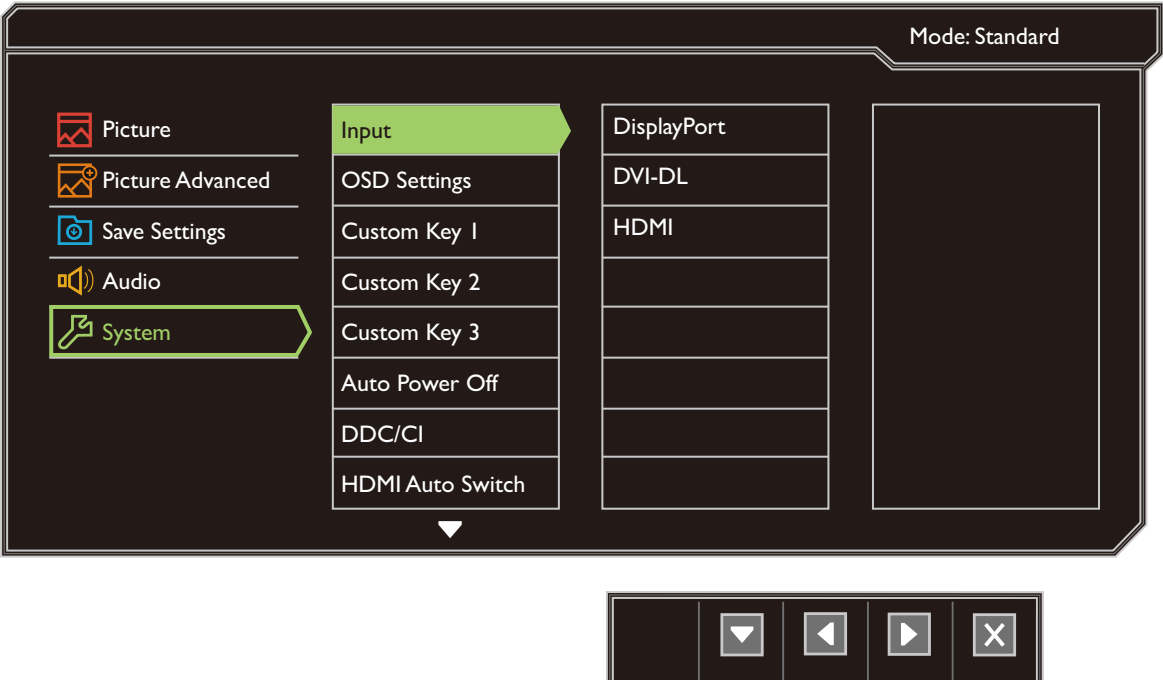 Mode: Standard
Picture
Picture Advanced
Save Settings
Audio
System
Input
OSD Settings
Custom Key 1
Custom Key 2
Custom Key 3
Auto Power Off
DDC/CI
HDMI Auto Switch
DisplayPort
DVI-DL
HDMI